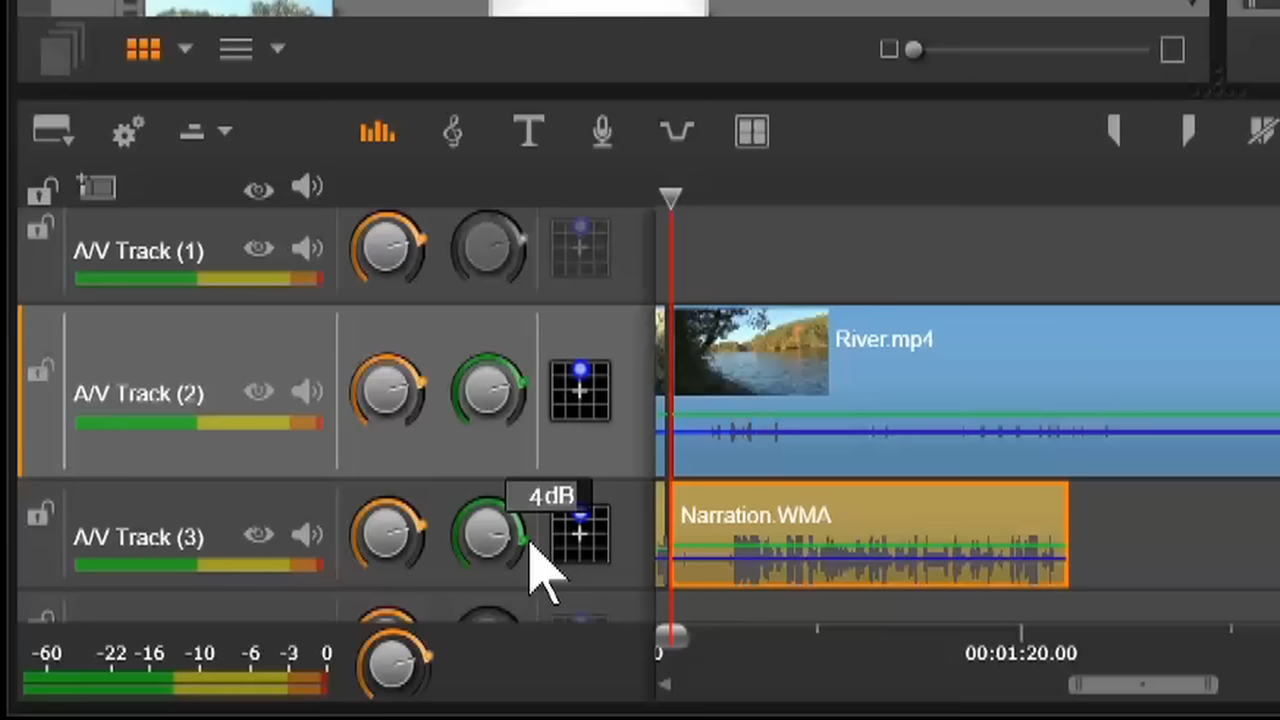 A/V Track (1)
River.mp4
A/V Track (2)
4dB
Narration.WMA
A/V Track (3)
-60 -22 -16 -10 -6 -3 0
00:01:20.00